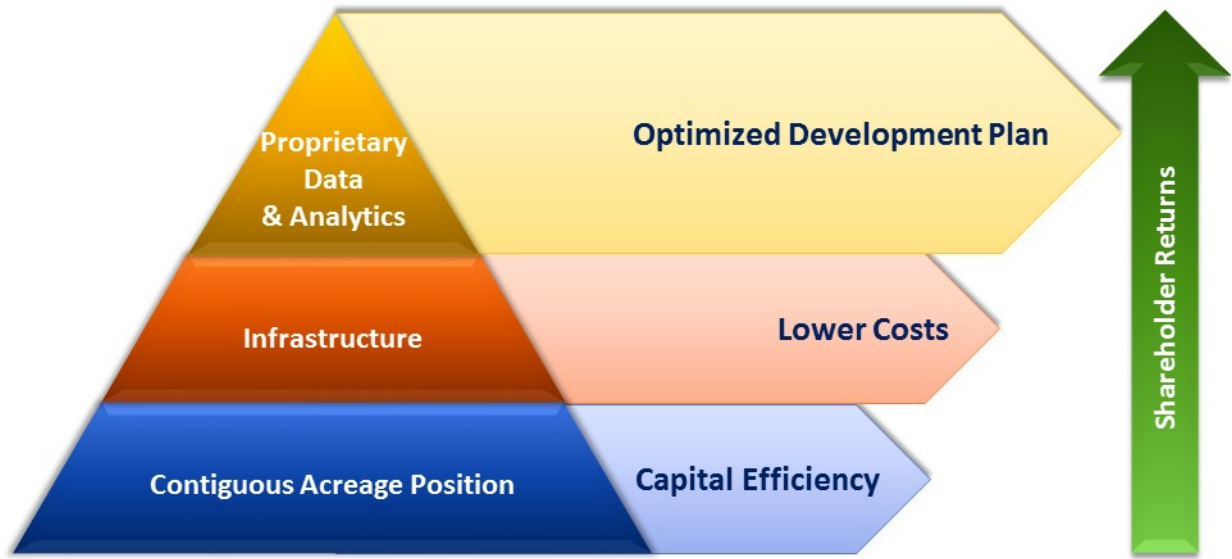 Proprietary
Data
& Analytics
Optimized Development Plan
Infrastructure
Lower Costs
Contiguous Acreage Position
Capital Efficiency
Shareholder Returns